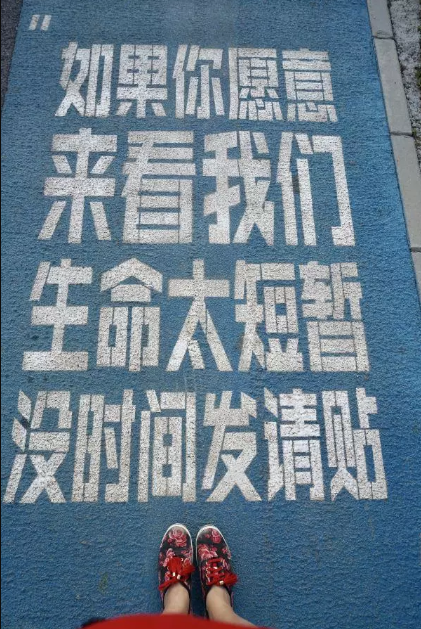 “
如果你愿意
来看我们
生命太短暂
没时间发请贴